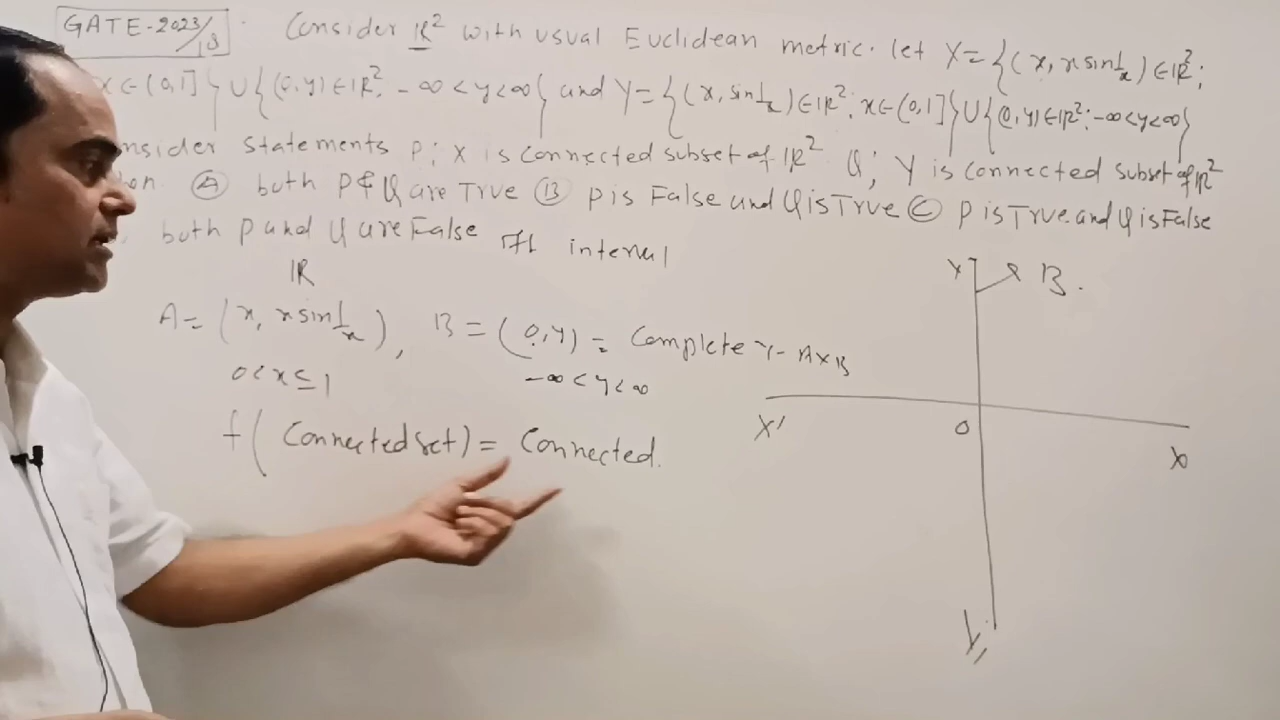 GATE-2023/18 . Consider ℝ² with usual Euclidean metric. let X = {(x, x sin 1/x) ∈ ℝ²;
x ∈ (0,1]} ∪ {(0,y) ∈ ℝ²; -∞ < y < ∞} and Y = {(x, sin 1/x) ∈ ℝ²; x ∈ (0,1]} ∪ {(0,y) ∈ ℝ²: -∞ < y < ∞}
nsider statements P; X is connected subset of ℝ² Q; Y is connected subset of ℝ²
ion. Ⓐ both P & Q are True Ⓑ P is False and Q is True Ⓒ P is True and Q is False
both P and Q are False
interval
ℝ
A = (x, x sin 1/x), B = (0,y) = Complete Y-Axis
0 < x ≤ 1 -∞ < y < ∞
f(Connected set) = Connected.
Y B.
X' O X
Y'